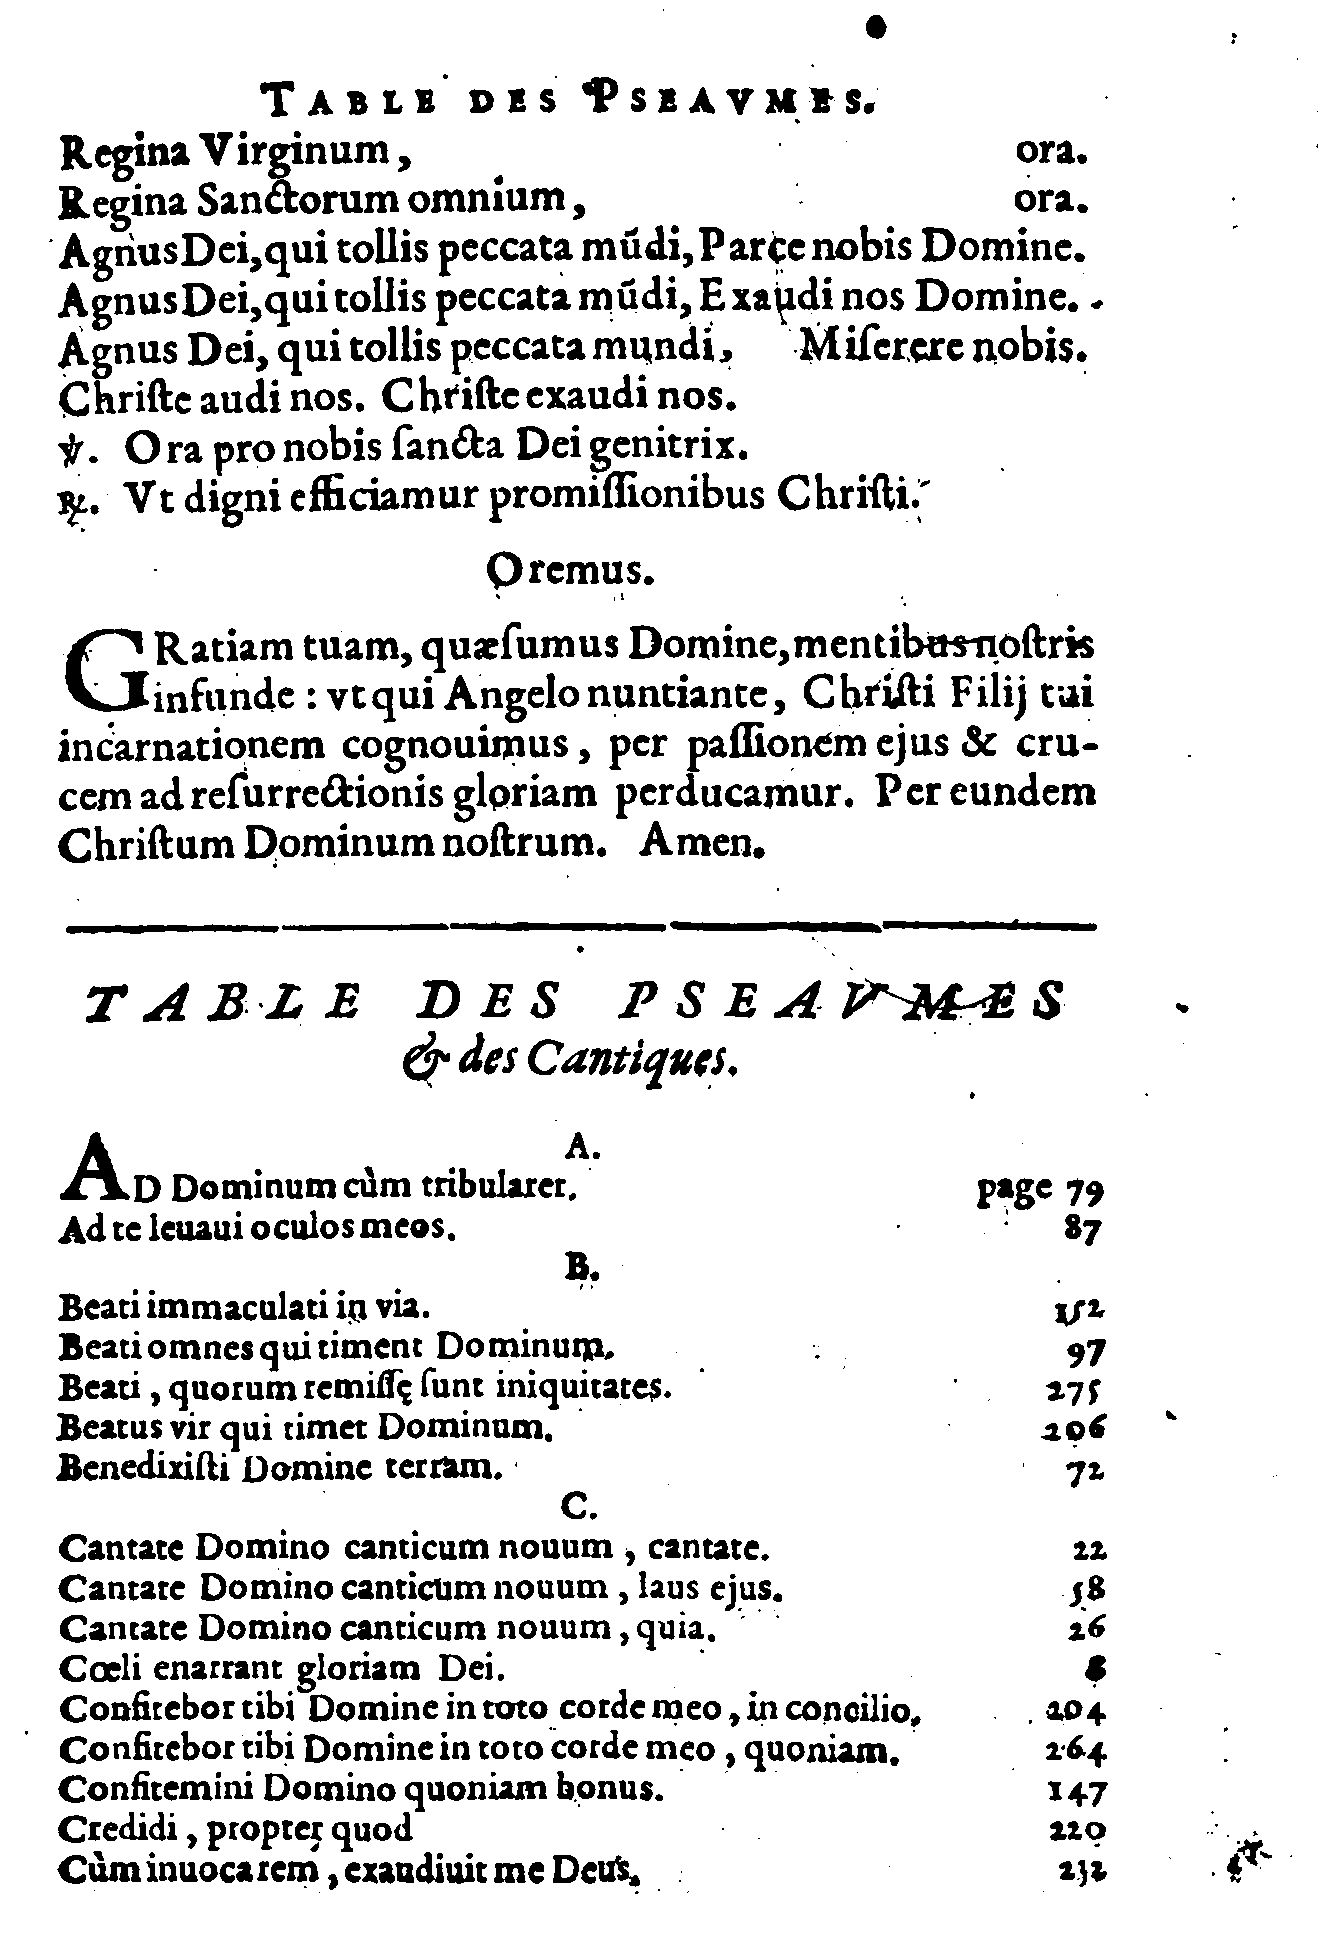 TABLE DES PSEAVMES.
Regina Virginum, ora.
Regina Sanctorum omnium, ora.
Agnus Dei, qui tollis peccata mũdi, Parce nobis Domine.
Agnus Dei, qui tollis peccata mũdi, Exaudi nos Domine.
Agnus Dei, qui tollis peccata mundi, Miſerere nobis.
Chriſte audi nos. Chriſte exaudi nos.
℣. Ora pro nobis ſancta Dei genitrix.
℟. Vt digni efficiamur promiſſionibus Chriſti.
Oremus.
GRatiam tuam, quæſumus Domine, mentibus noſtris
infunde : vt qui Angelo nuntiante, Chriſti Filij tui
incarnationem cognouimus, per paſſionem ejus & cru-
cem ad reſurrectionis gloriam perducamur. Per eundem
Chriſtum Dominum noſtrum. Amen.
TABLE DES PSEAVMES
& des Cantiques.
A.
AD Dominum cùm tribularer. page 79
Ad te leuaui oculos meos. 87
B.
Beati immaculati in via. 152
Beati omnes qui timent Dominum. 97
Beati, quorum remiſſę ſunt iniquitates. 275
Beatus vir qui timet Dominum. 206
Benedixiſti Domine terram. 72
C.
Cantate Domino canticum nouum, cantate. 22
Cantate Domino canticum nouum, laus ejus. 58
Cantate Domino canticum nouum, quia. 26
Cœli enarrant gloriam Dei. 8
Confitebor tibi Domine in toto corde meo, in concilio. 204
Confitebor tibi Domine in toto corde meo, quoniam. 264
Confitemini Domino quoniam bonus. 147
Credidi, propter quod 220
Cùm inuocarem, exaudiuit me Deus. 232